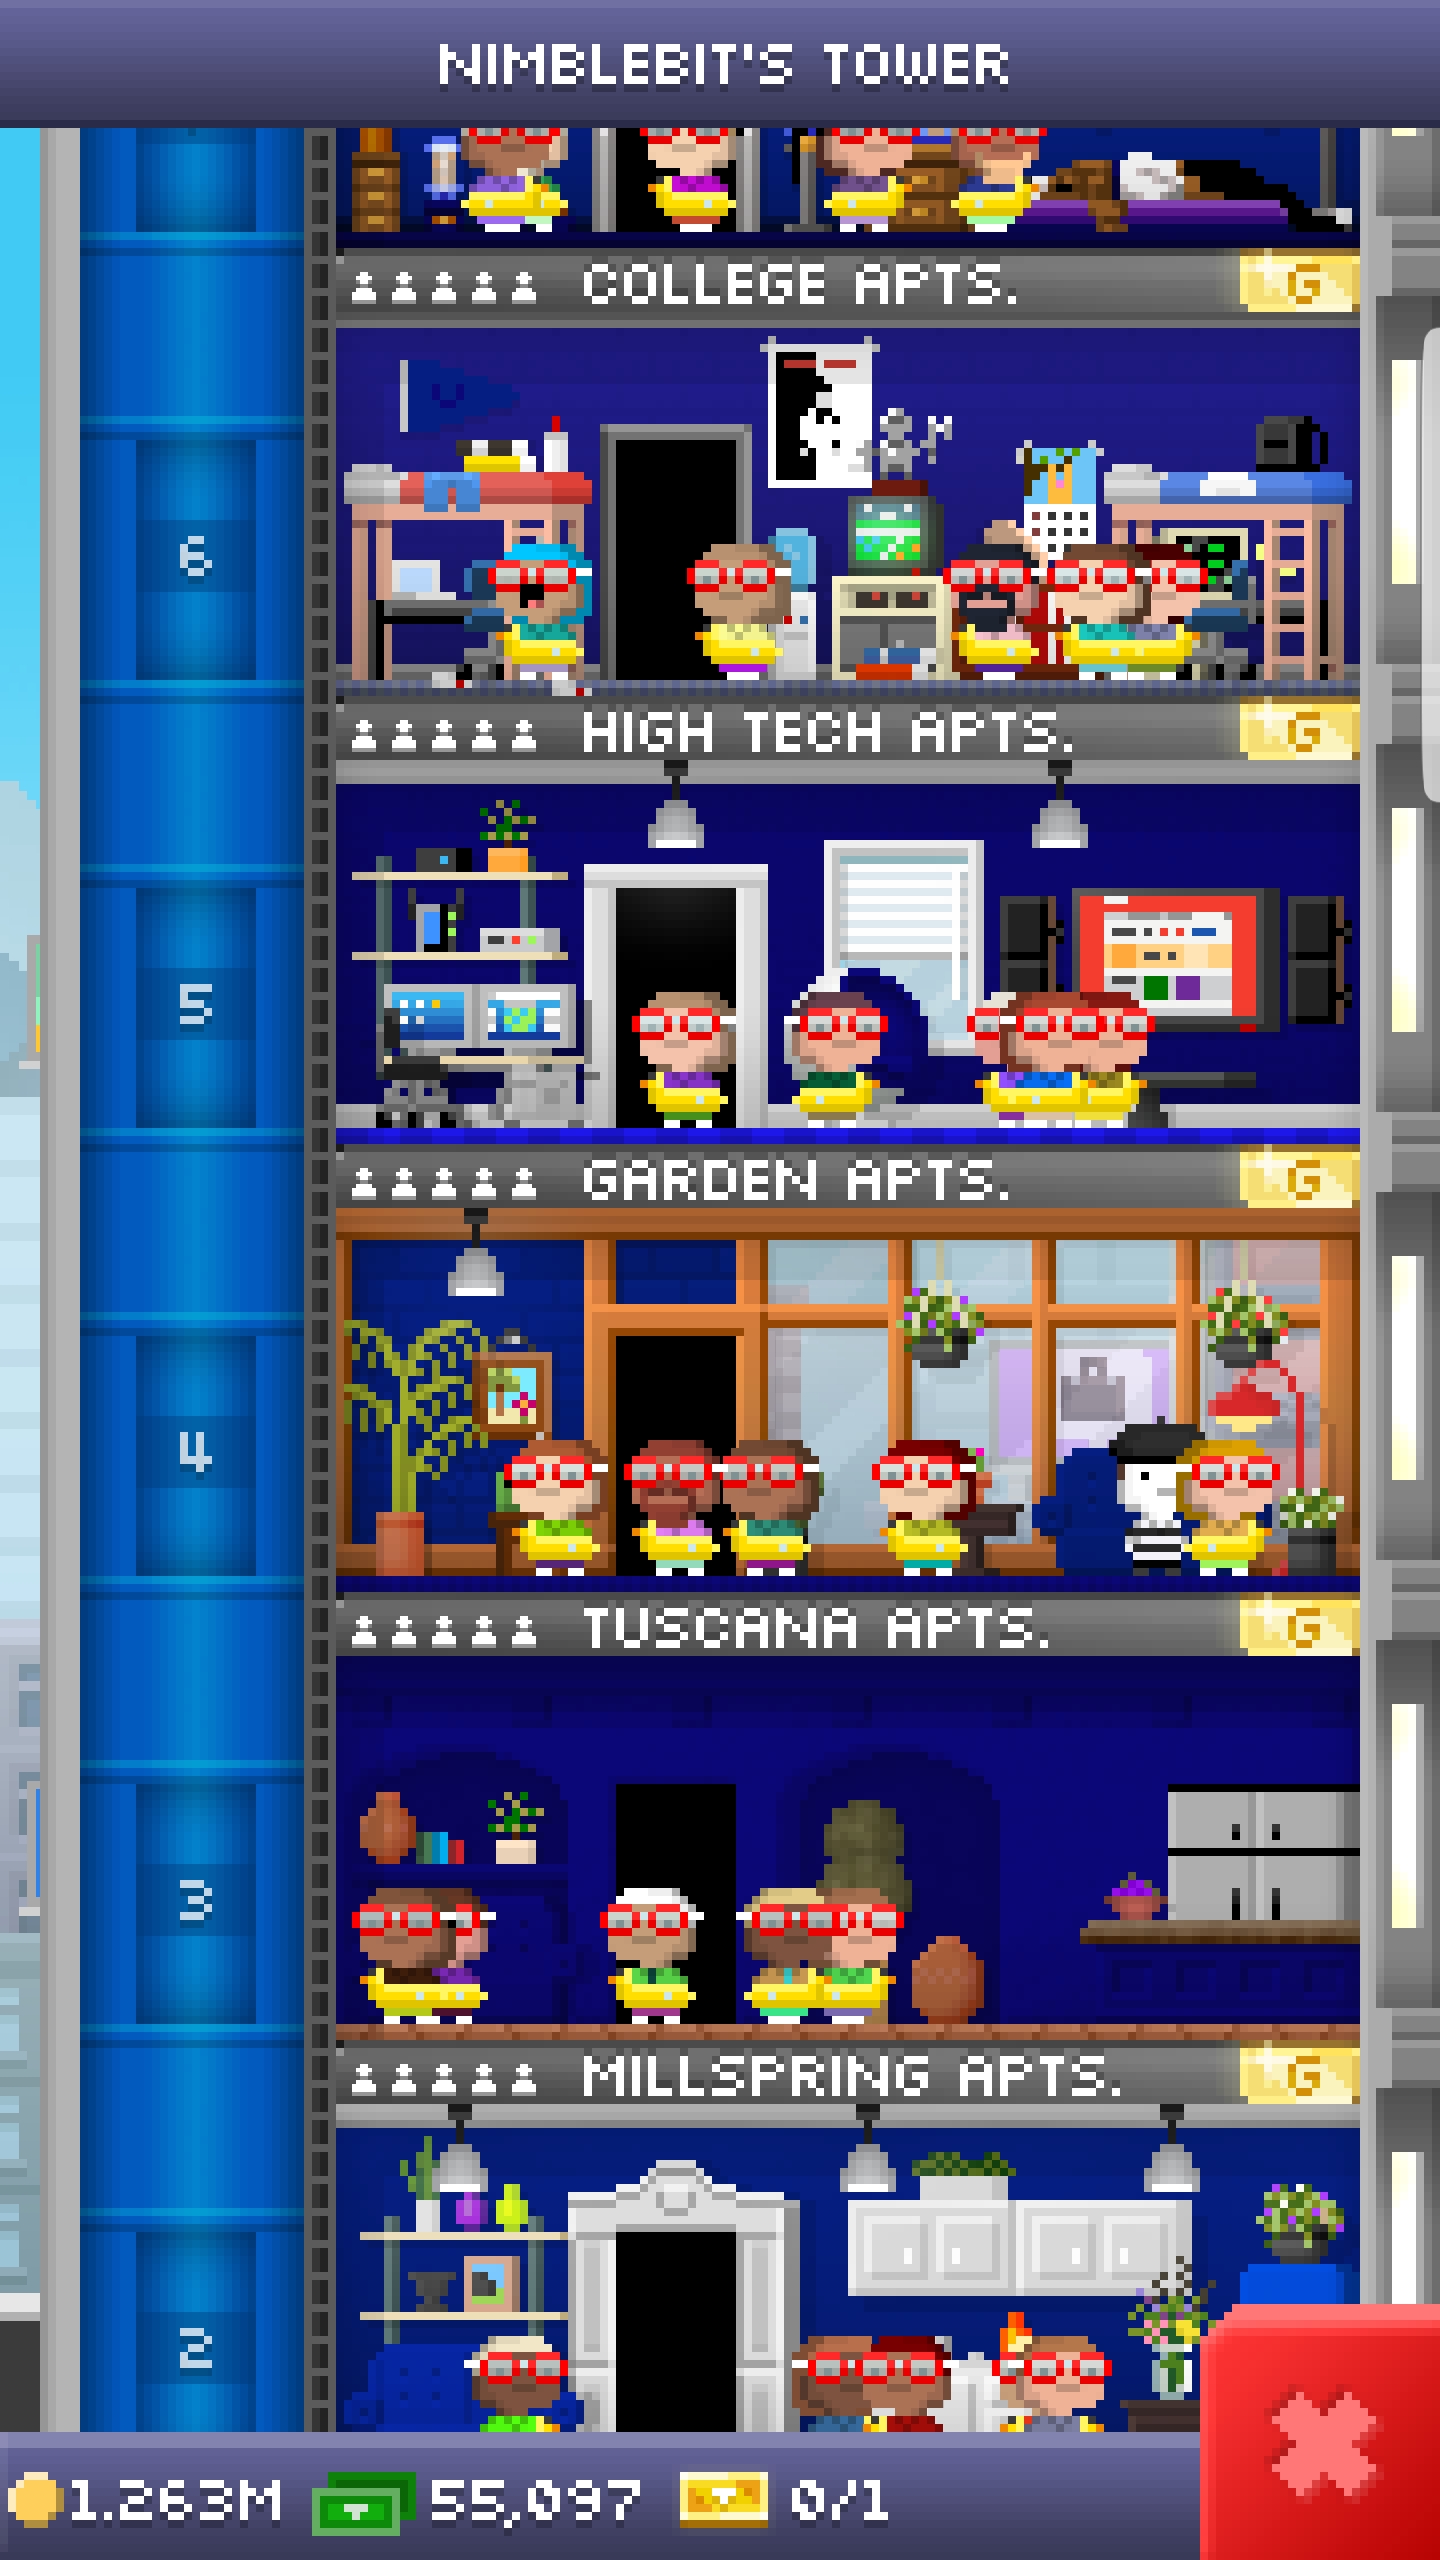 NIMBLEBIT'S TOWER
COLLEGE APTS. G
6
HIGH TECH APTS. G
5
GARDEN APTS. G
4
TUSCANA APTS. G
3
MILLSPRING APTS. G
2
1.263M 55,097 0/1